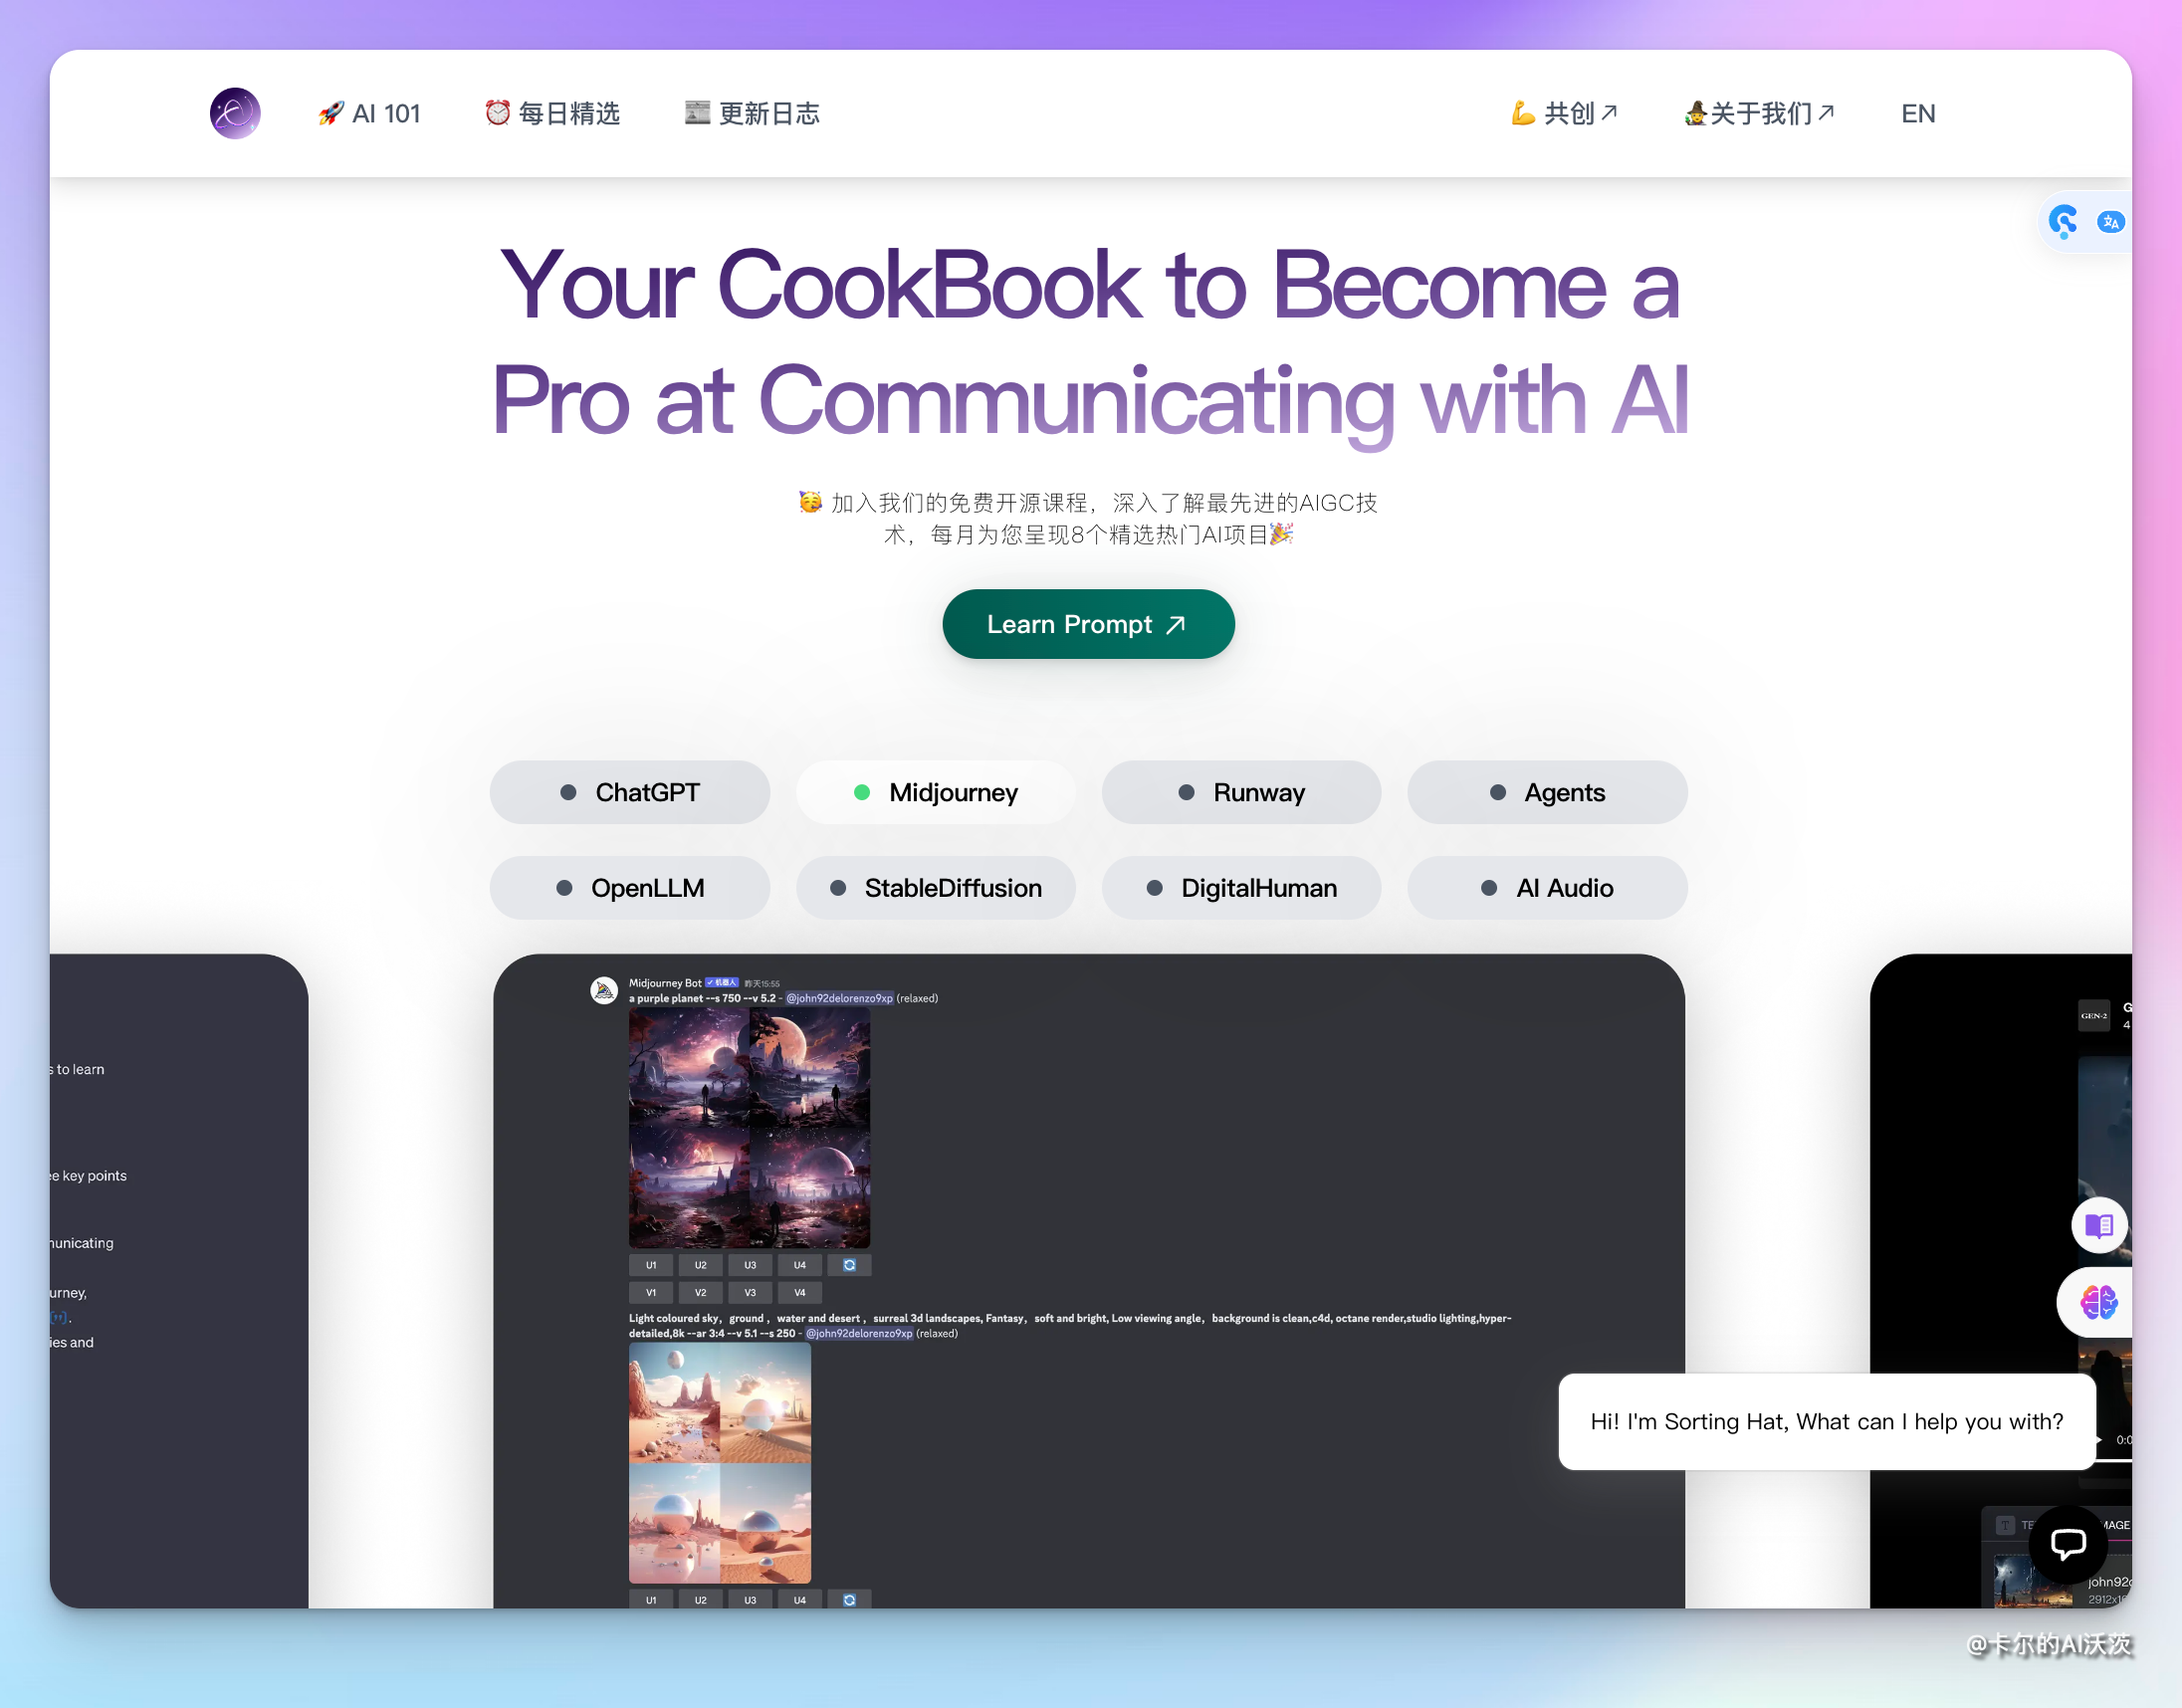 🚀 AI 101
⏰ 每日精选
📰 更新日志
💪 共创↗
🧙关于我们↗
EN
Your CookBook to Become a
Pro at Communicating with AI
🥳 加入我们的免费开源课程，深入了解最先进的AIGC技
术，每月为您呈现8个精选热门AI项目🎉
Learn Prompt ↗
ChatGPT
Midjourney
Runway
Agents
OpenLLM
StableDiffusion
DigitalHuman
AI Audio
s to learn
e key points
nunicating
urney,
ies and
Midjourney Bot ✓ 机器人 昨天15:55
a purple planet --s 750 --v 5.2 - @john92delorenzo9xp (relaxed)
U1 U2 U3 U4
V1 V2 V3 V4
Light coloured sky，ground ，water and desert ，surreal 3d landscapes, Fantasy，soft and bright, Low viewing angle，background is clean,c4d, octane render,studio lighting,hyper-
detailed,8k --ar 3:4 --v 5.1 --s 250 - @john92delorenzo9xp (relaxed)
U1 U2 U3 U4
GEN-2
G
4
Hi! I'm Sorting Hat, What can I help you with?
0:0
T TE
MAGE
john92
2912x1
@卡尔的AI沃茨